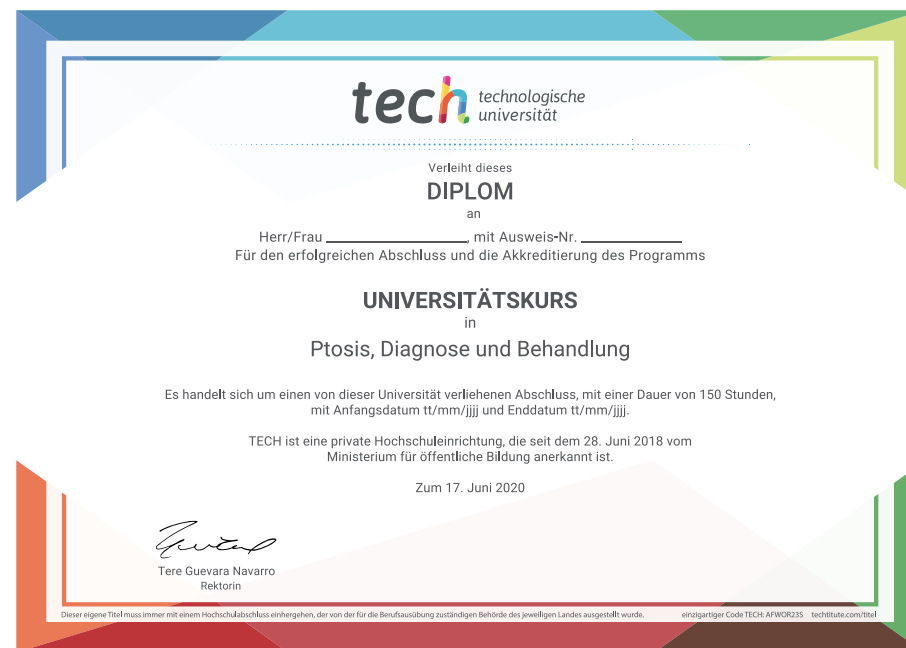 tech technologische
universität
Verleiht dieses
DIPLOM
an
Herr/Frau ____________________, mit Ausweis-Nr. ______________
Für den erfolgreichen Abschluss und die Akkreditierung des Programms
UNIVERSITÄTSKURS
in
Ptosis, Diagnose und Behandlung
Es handelt sich um einen von dieser Universität verliehenen Abschluss, mit einer Dauer von 150 Stunden,
mit Anfangsdatum tt/mm/jjjj und Enddatum tt/mm/jjjj.
TECH ist eine private Hochschuleinrichtung, die seit dem 28. Juni 2018 vom
Ministerium für öffentliche Bildung anerkannt ist.
Zum 17. Juni 2020
Tere Guevara Navarro
Rektorin
Dieser eigene Titel muss immer mit einem Hochschulabschluss einhergehen, der von der für die Berufsausübung zuständigen Behörde des jeweiligen Landes ausgestellt wurde. einzigartiger Code TECH: AFWOR23S techtitute.com/titel